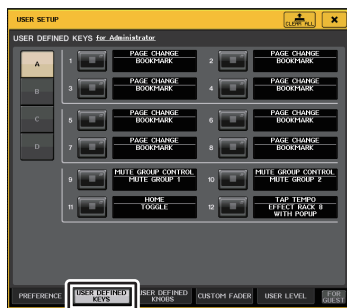 USER SETUP
CLEAR ALL
USER DEFINED KEYS for Administrator
A
B
C
D
1 PAGE CHANGE BOOKMARK
2 PAGE CHANGE BOOKMARK
3 PAGE CHANGE BOOKMARK
4 PAGE CHANGE BOOKMARK
5 PAGE CHANGE BOOKMARK
6 PAGE CHANGE BOOKMARK
7 PAGE CHANGE BOOKMARK
8 PAGE CHANGE BOOKMARK
9 MUTE GROUP CONTROL MUTE GROUP 1
10 MUTE GROUP CONTROL MUTE GROUP 2
11 HOME TOGGLE
12 TAP TEMPO EFFECT RACK 8 WITH POPUP
PREFERENCE
USER DEFINED KEYS
USER DEFINED KNOBS
CUSTOM FADER
USER LEVEL
FOR GUEST